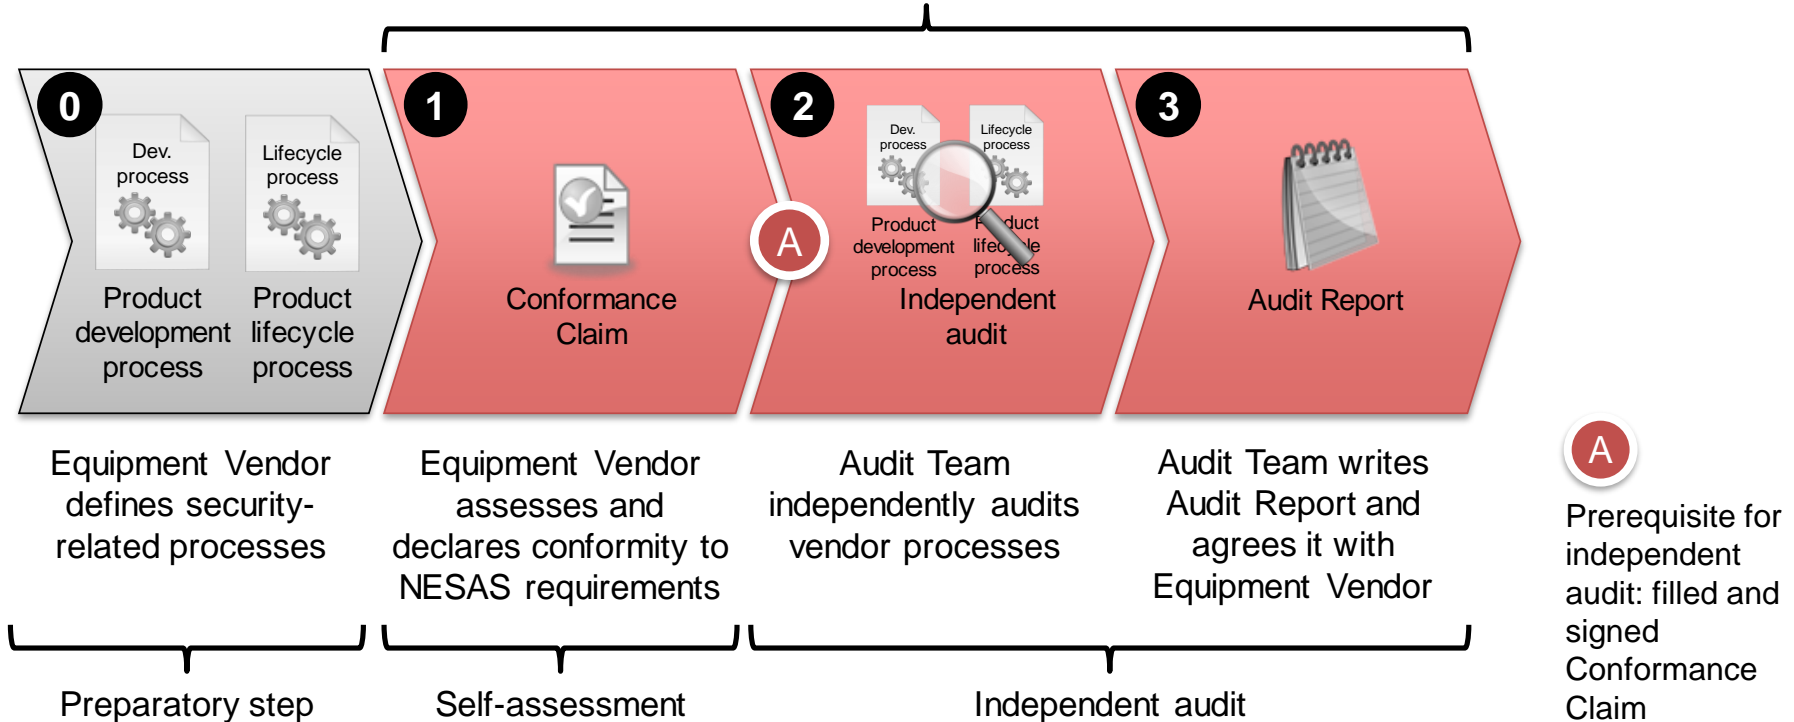 0
Dev.
process
Lifecycle
process
Product
development
process
Product
lifecycle
process
1
Conformance
Claim
A
2
Dev.
process
Lifecycle
process
Product
development
process
lifecycle
process
Independent
audit
3
Audit Report
Equipment Vendor
defines security-
related processes
Equipment Vendor
assesses and
declares conformity to
NESAS requirements
Audit Team
independently audits
vendor processes
Audit Team writes
Audit Report and
agrees it with
Equipment Vendor
A
Prerequisite for
independent
audit: filled and
signed
Conformance
Claim
Preparatory step
Self-assessment
Independent audit